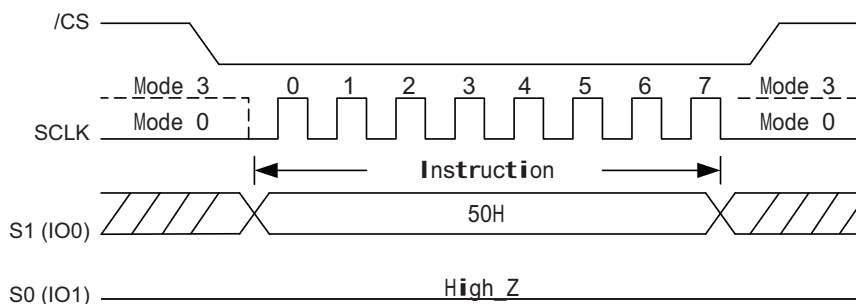 /CS
Mode 3 0 1 2 3 4 5 6 7 Mode 3
SCLK Mode 0 Mode 0
Instruction
S1 (IO0) 50H
S0 (IO1) High_Z